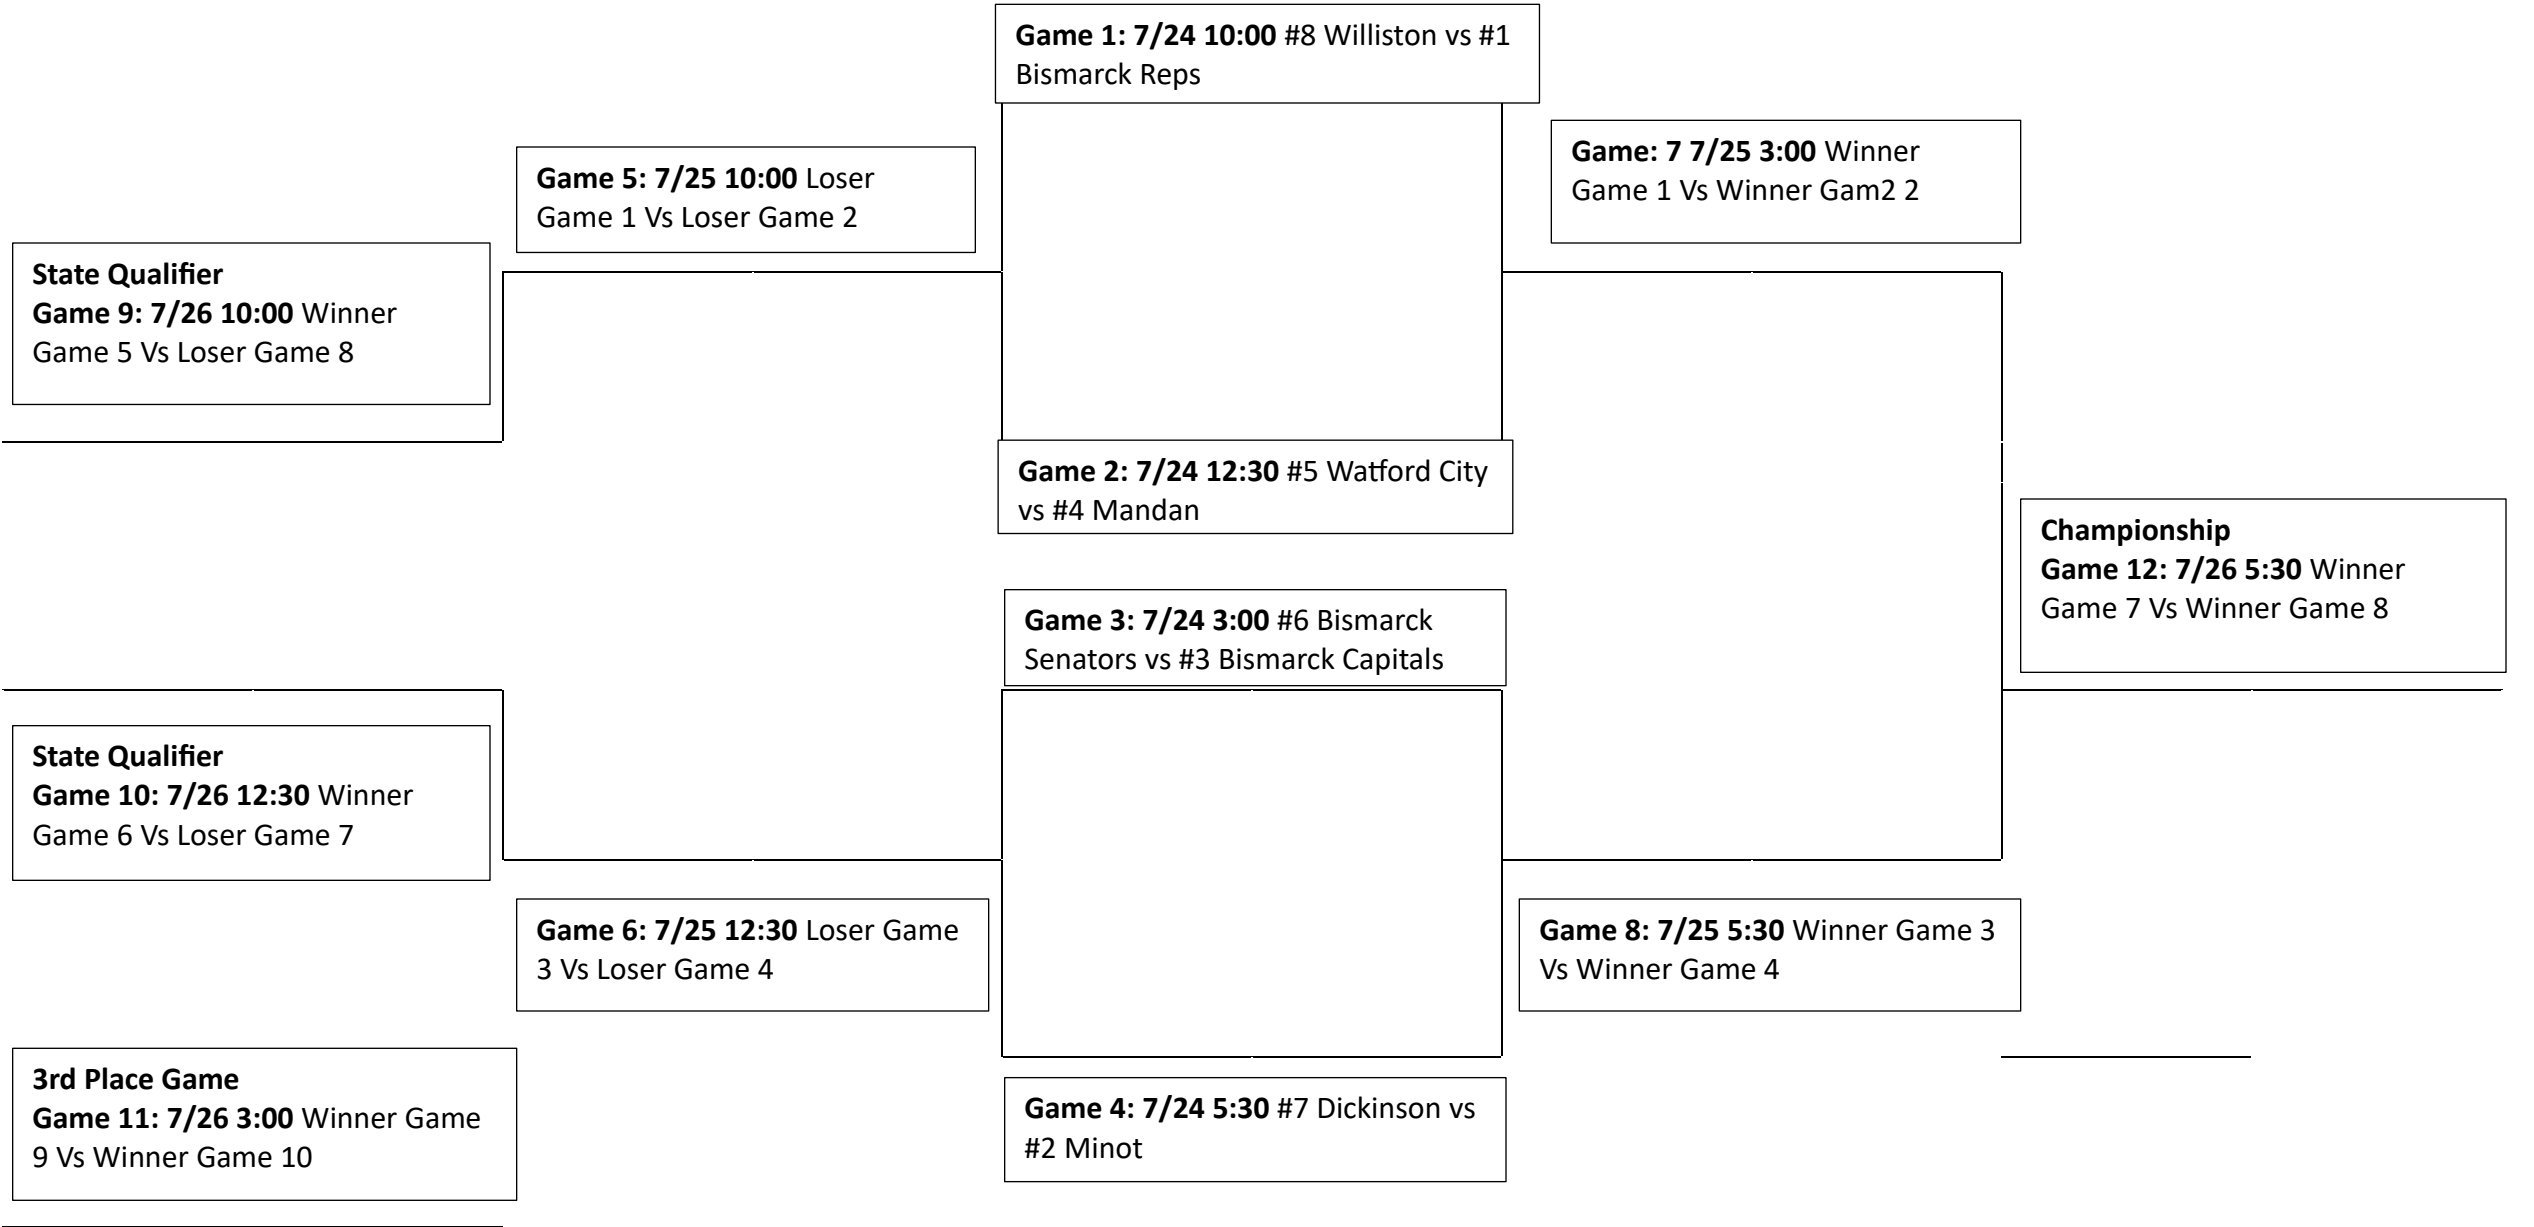 Game 1: 7/24 10:00 #8 Williston vs #1
Bismarck Reps
Game: 7 7/25 3:00 Winner
Game 1 Vs Winner Gam2 2
Game 5: 7/25 10:00 Loser
Game 1 Vs Loser Game 2
State Qualifier
Game 9: 7/26 10:00 Winner
Game 5 Vs Loser Game 8
Game 2: 7/24 12:30 #5 Watford City
vs #4 Mandan
Championship
Game 12: 7/26 5:30 Winner
Game 7 Vs Winner Game 8
Game 3: 7/24 3:00 #6 Bismarck
Senators vs #3 Bismarck Capitals
State Qualifier
Game 10: 7/26 12:30 Winner
Game 6 Vs Loser Game 7
Game 6: 7/25 12:30 Loser Game
3 Vs Loser Game 4
Game 8: 7/25 5:30 Winner Game 3
Vs Winner Game 4
3rd Place Game
Game 11: 7/26 3:00 Winner Game
9 Vs Winner Game 10
Game 4: 7/24 5:30 #7 Dickinson vs
#2 Minot